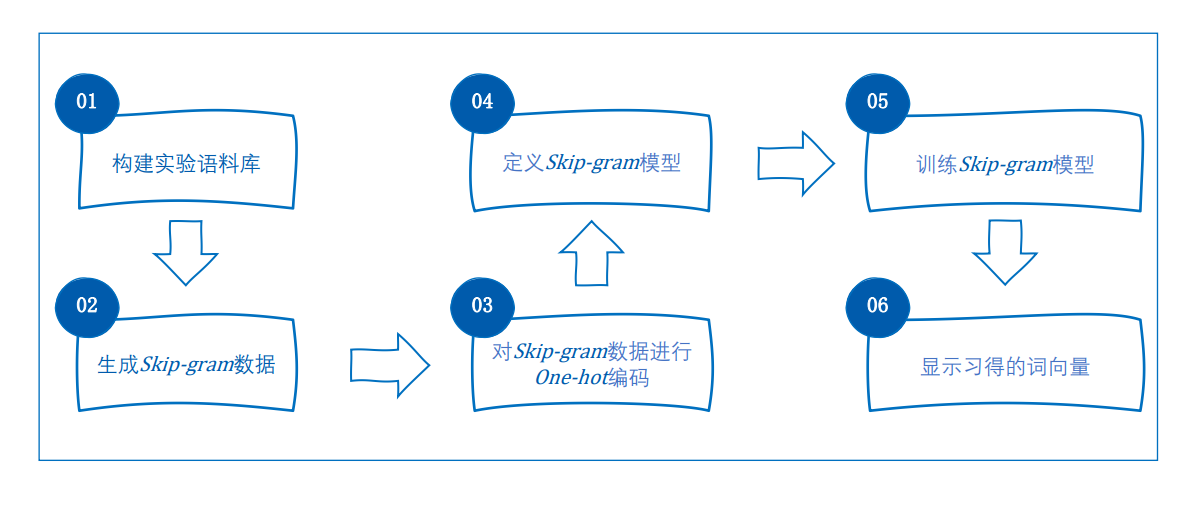 01
构建实验语料库
02
生成Skip-gram数据
03
对Skip-gram数据进行
One-hot编码
04
定义Skip-gram模型
05
训练Skip-gram模型
06
显示习得的词向量